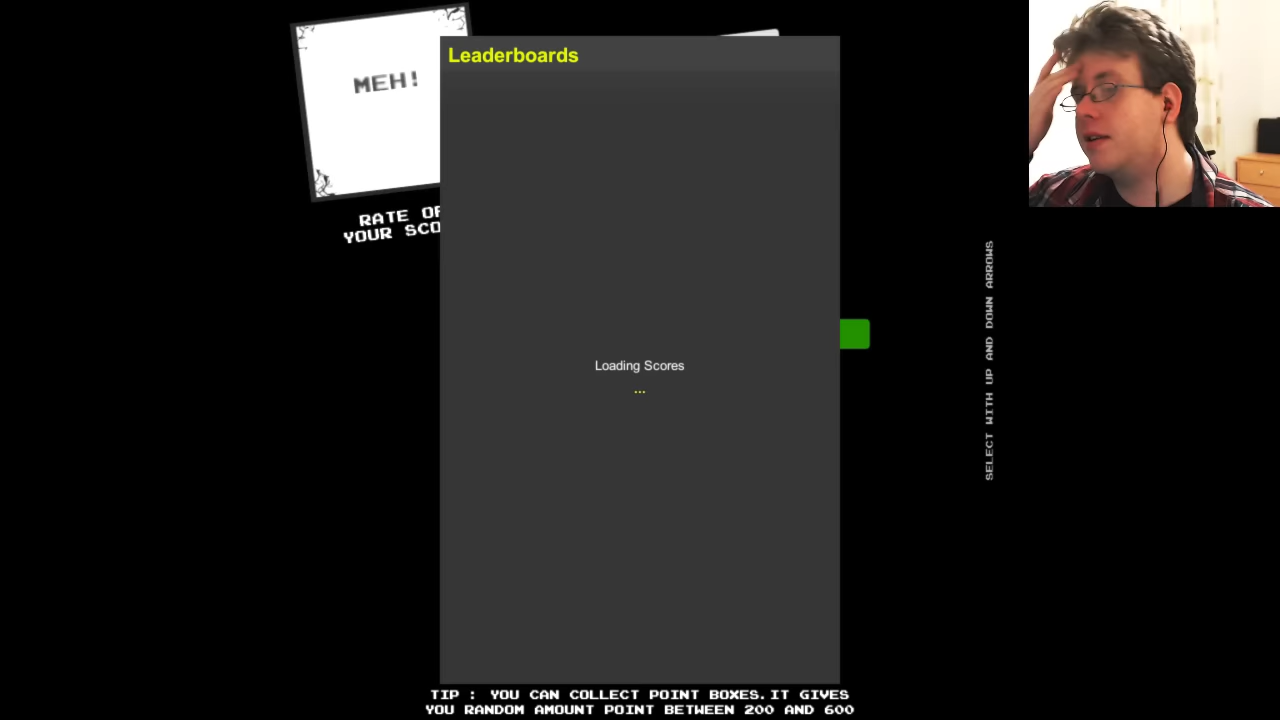 Leaderboards
MEH!
RATE OF
YOUR SCO
Loading Scores
...
SELECT WITH UP AND DOWN ARROWS
TIP : YOU CAN COLLECT POINT BOXES.IT GIVES
YOU RANDOM AMOUNT POINT BETWEEN 200 AND 600